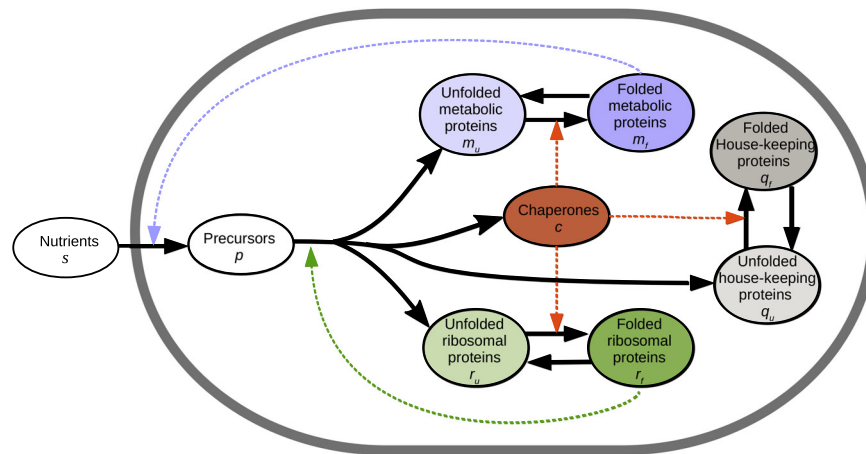 Nutrients
s
Precursors
p
Unfolded
metabolic
proteins
m_u
Folded
metabolic
proteins
m_f
Chaperones
c
Folded
House-keeping
proteins
q_f
Unfolded
house-keeping
proteins
q_u
Unfolded
ribosomal
proteins
r_u
Folded
ribosomal
proteins
r_f